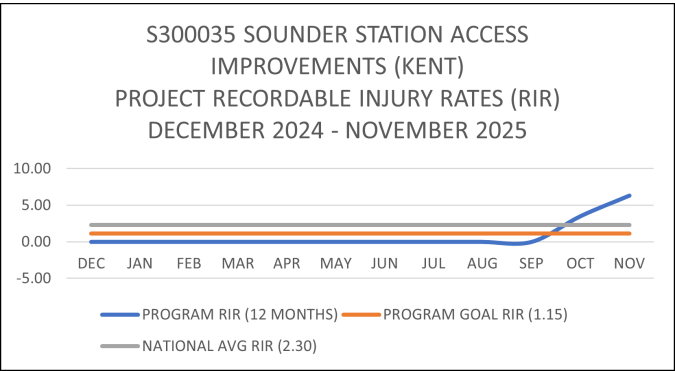 S300035 SOUNDER STATION ACCESS
IMPROVEMENTS (KENT)
PROJECT RECORDABLE INJURY RATES (RIR)
DECEMBER 2024 - NOVEMBER 2025
10.00
5.00
0.00
-5.00
DEC JAN FEB MAR APR MAY JUN JUL AUG SEP OCT NOV
PROGRAM RIR (12 MONTHS) PROGRAM GOAL RIR (1.15)
NATIONAL AVG RIR (2.30)